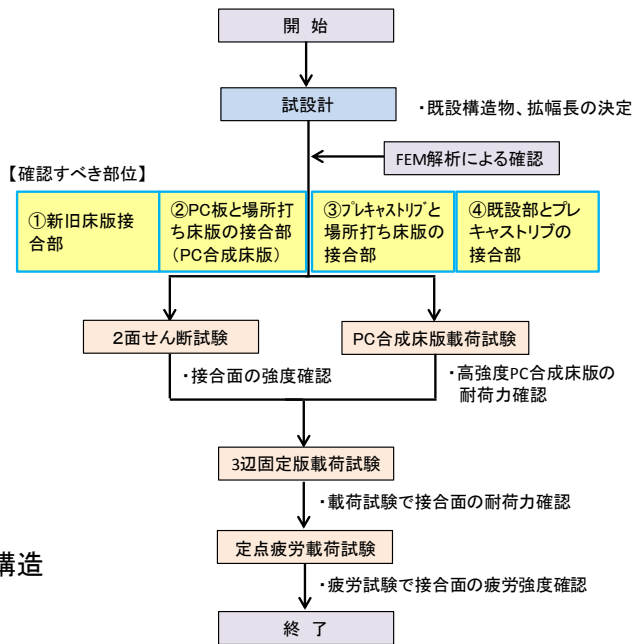 開 始
試設計
・既設構造物、拡幅長の決定
FEM解析による確認
【確認すべき部位】
①新旧床版接
合部
②PC板と場所打
ち床版の接合部
(PC合成床版)
③プレキャストリブと
場所打ち床版の
接合部
④既設部とプレ
キャストリブの
接合部
2面せん断試験
PC合成床版載荷試験
・接合面の強度確認
・高強度PC合成床版の
耐荷力確認
3辺固定版載荷試験
・載荷試験で接合面の耐荷力確認
定点疲労載荷試験
構造
・疲労試験で接合面の疲労強度確認
終 了